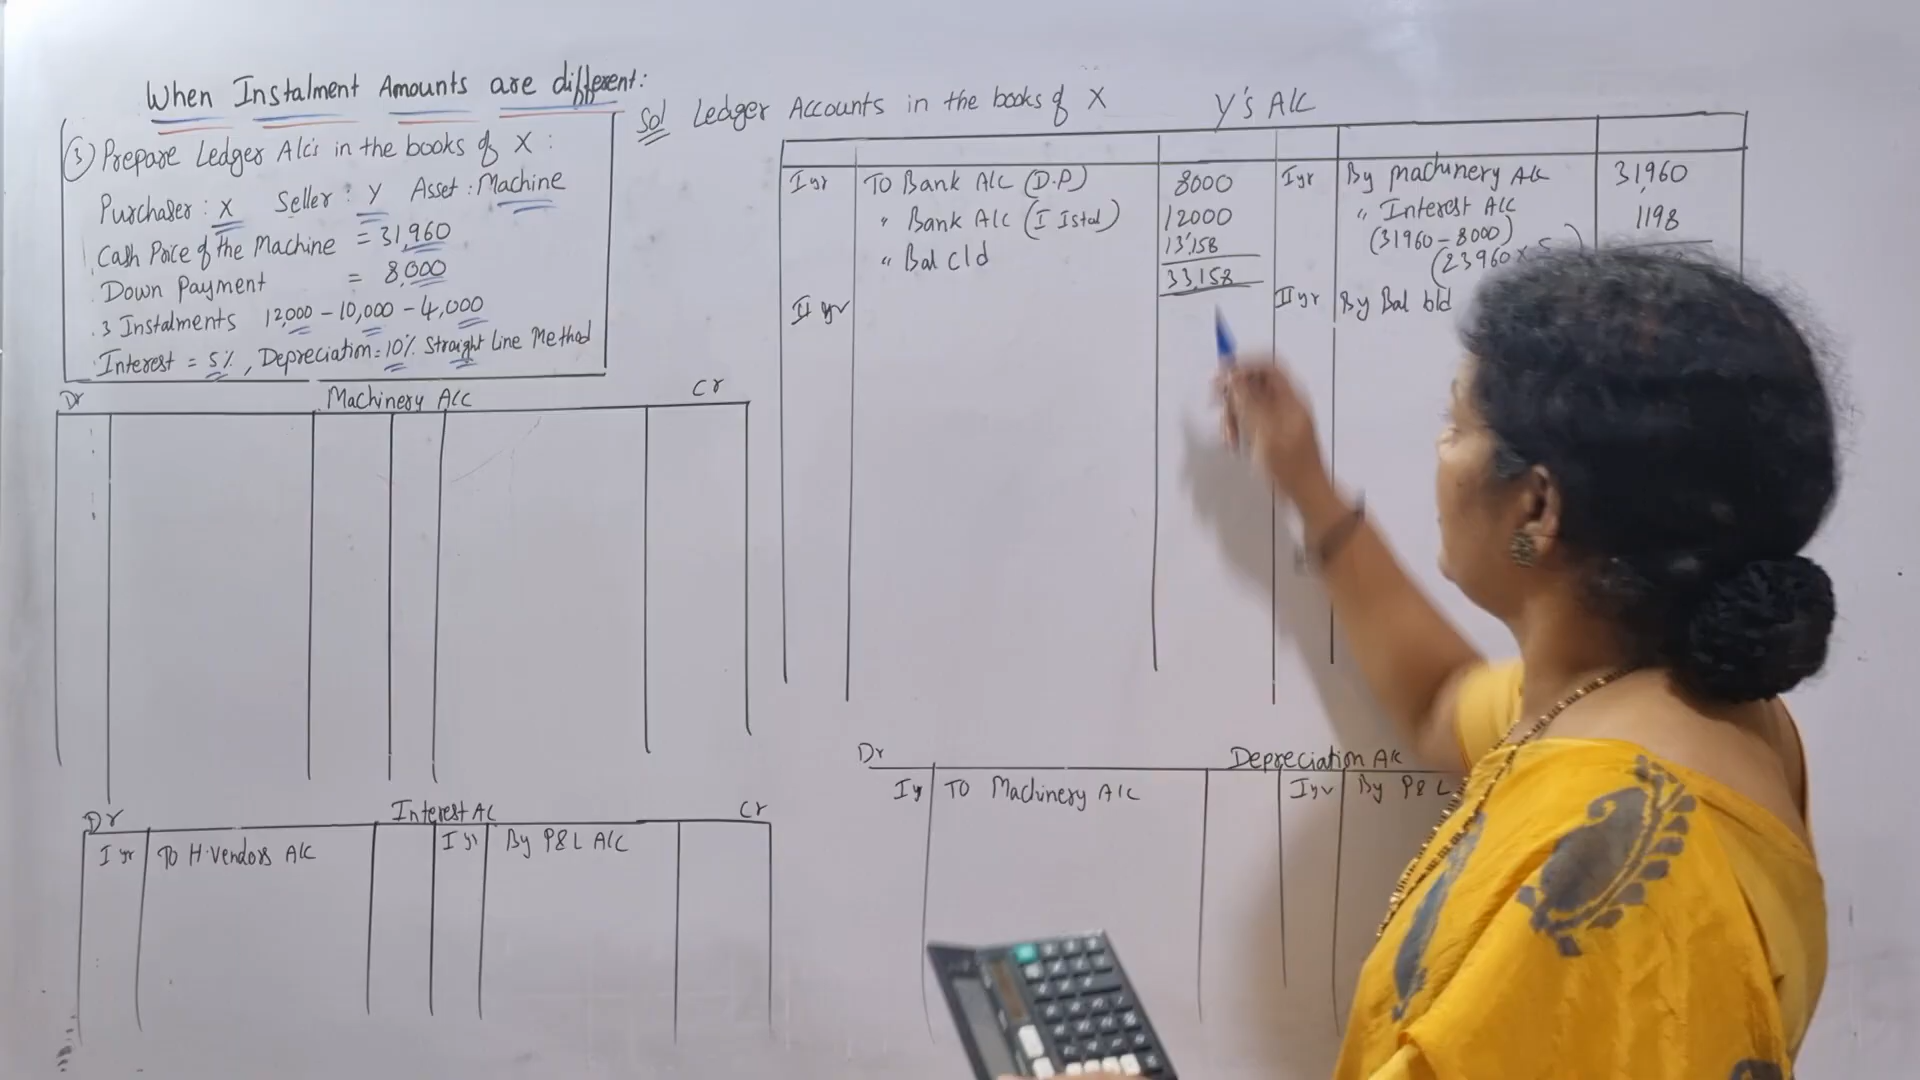 When Instalment Amounts are different:
③ Prepare Ledger A/c's in the books of X :
Purchaser : X Seller : Y Asset : Machine
Cash Price of the Machine = 31,960
Down Payment = 8,000
3 Instalments 12,000 - 10,000 - 4,000
Interest = 5%, Depreciation = 10% Straight Line Method
Sol Ledger Accounts in the books of X
Y's A/C
I yr To Bank A/C (D.P) 8000 I yr By machinery A/c 31,960
" Bank A/C (I Istal) 12000 " Interest A/C 1198
" Bal c/d 13,158 (31960-8000)
(23960 x 5
33,158
II yr II yr By Bal b/d
Dr Machinery A/C Cr
Dr Interest A/C Cr
I yr To H.Vendors A/C I yr By P&L A/C
Dr Depreciation A/c
I y To Machinery A/C I yr By P & L